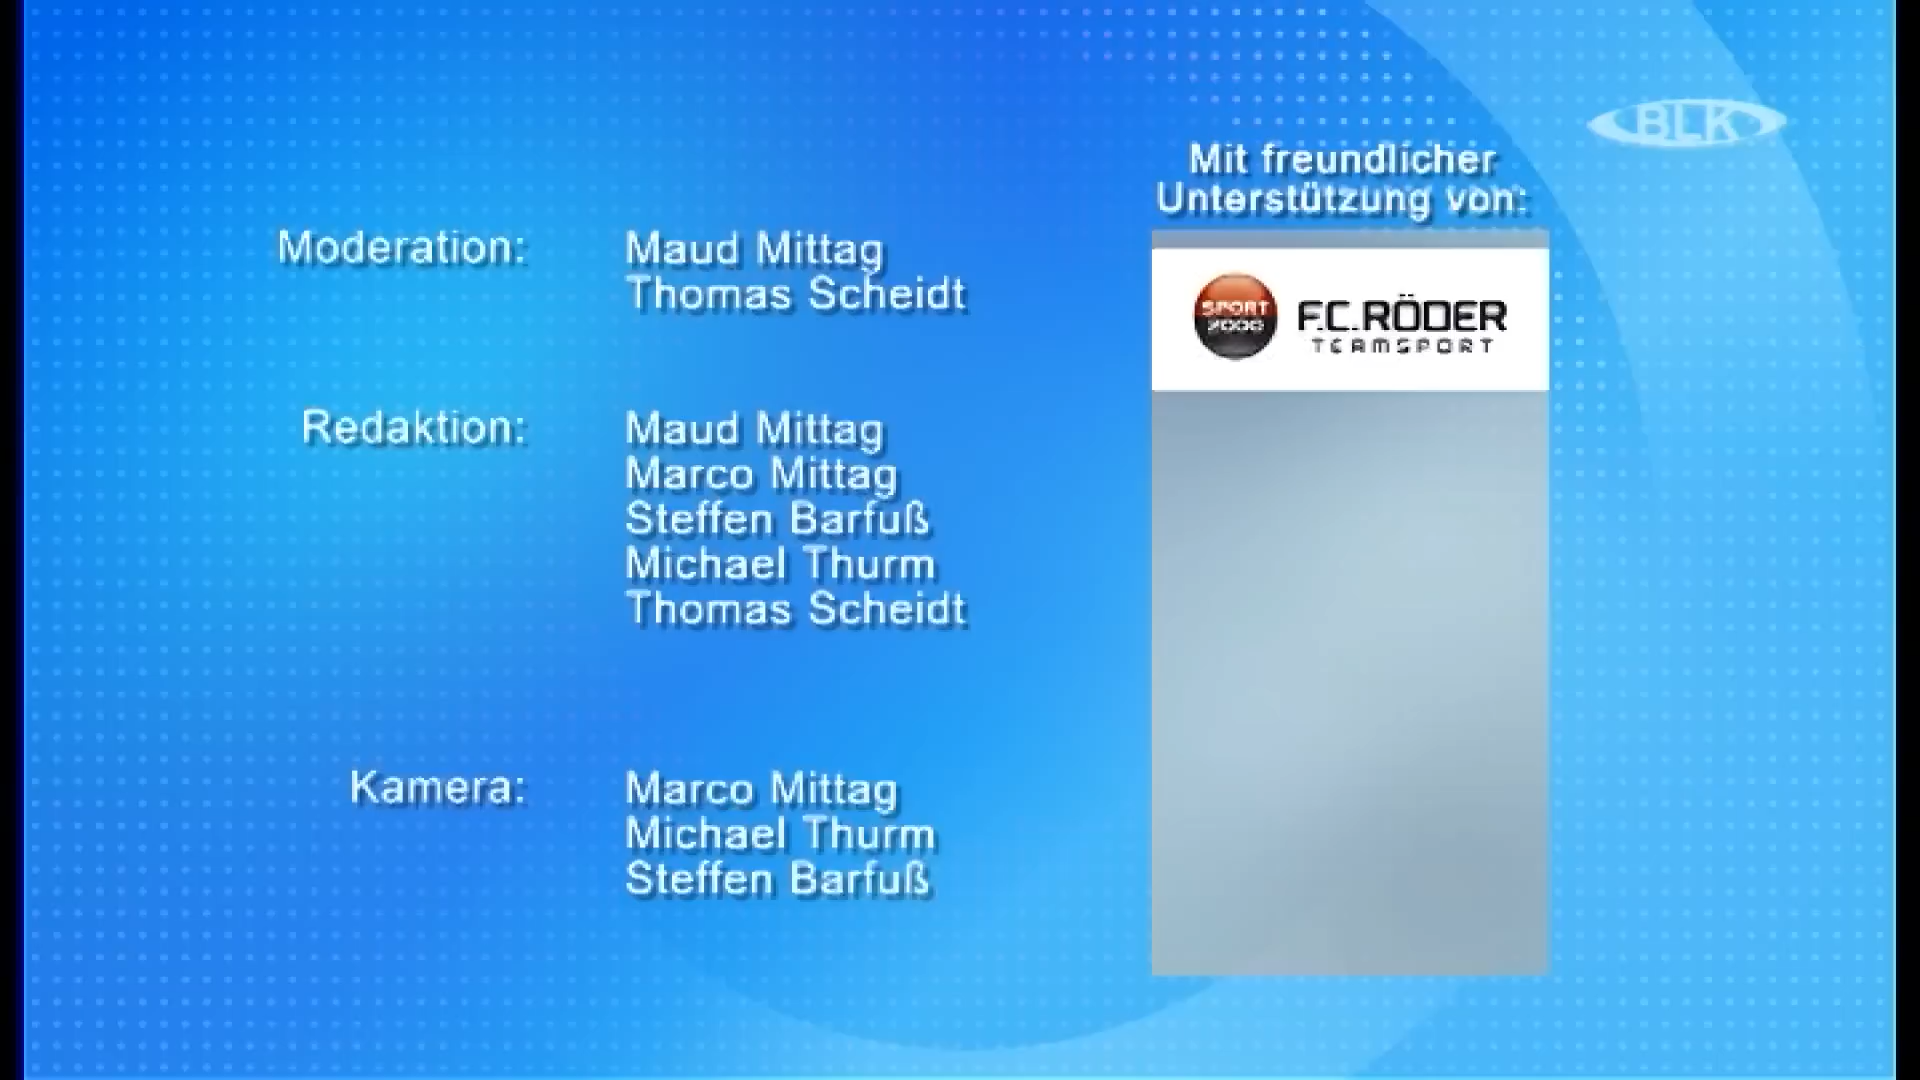 BLK
Mit freundlicher
Unterstützung von:
Moderation: Maud Mittag
Thomas Scheidt
SPORT
2000
F.C.RÖDER
TEAMSPORT
Redaktion: Maud Mittag
Marco Mittag
Steffen Barfuß
Michael Thurm
Thomas Scheidt
Kamera: Marco Mittag
Michael Thurm
Steffen Barfuß